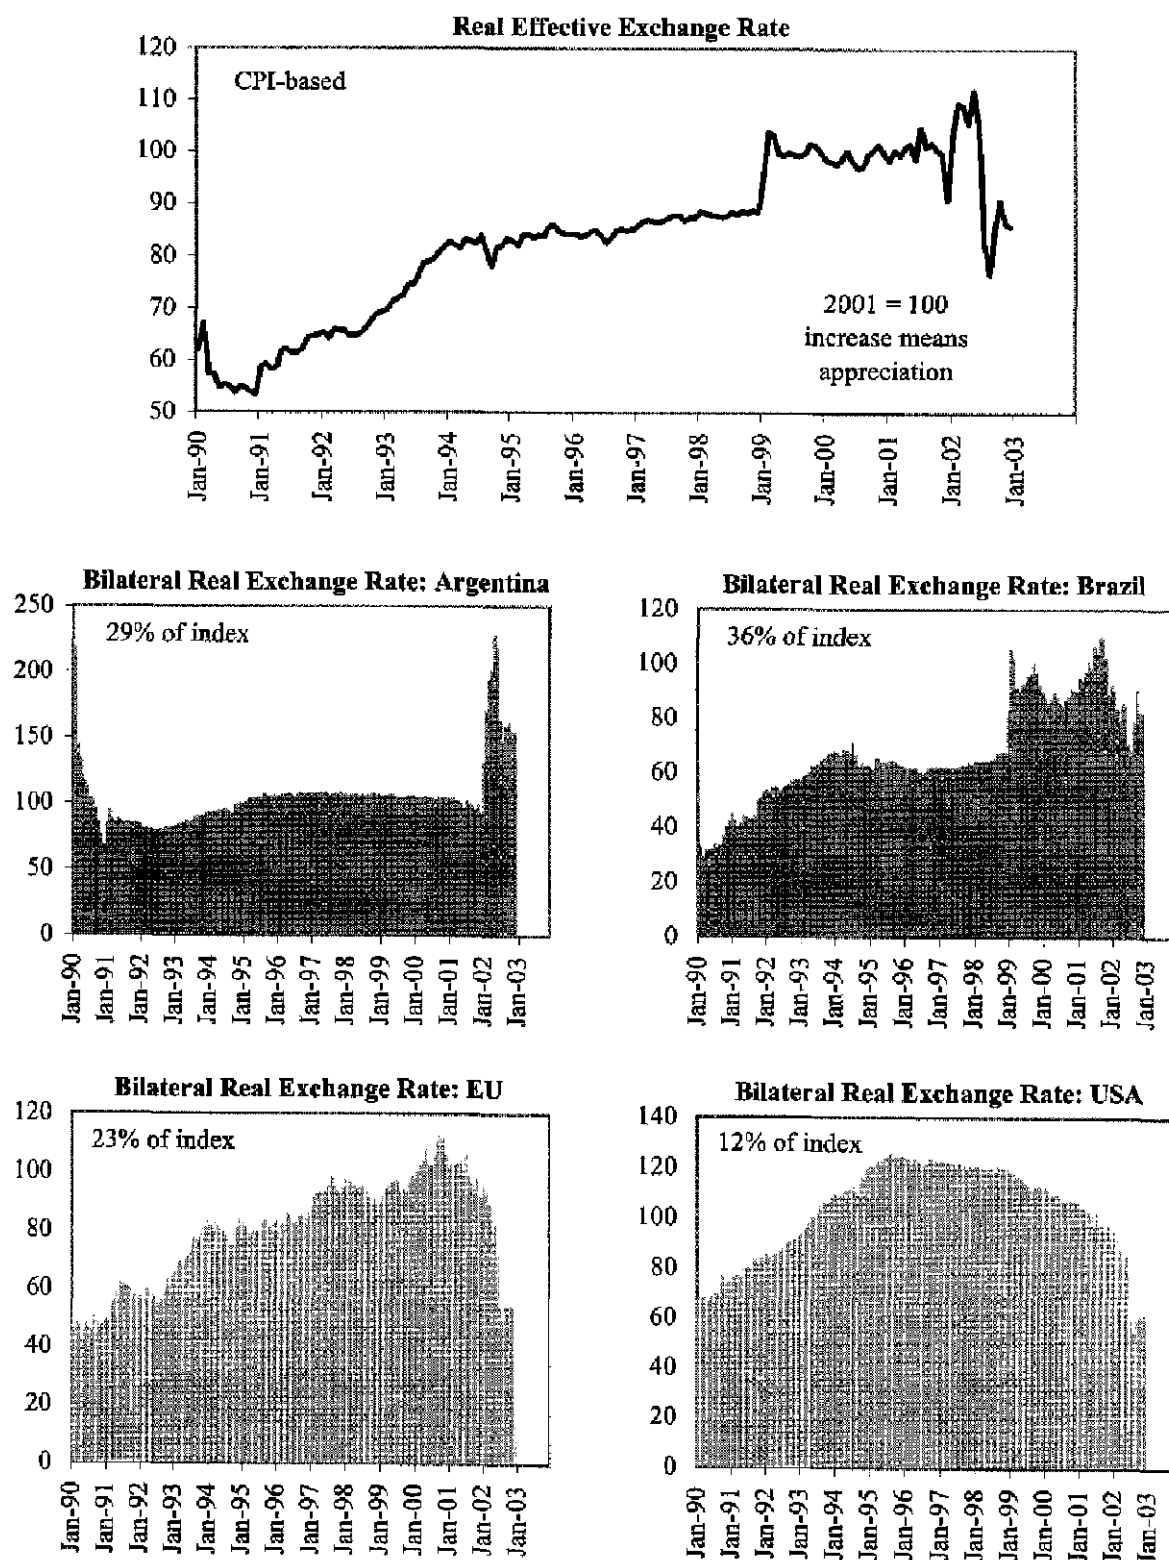 Real Effective Exchange Rate
120
110
100
90
80
70
60
50
CPI-based
2001 = 100
increase means
appreciation
Jan-90
Jan-91
Jan-92
Jan-93
Jan-94
Jan-95
Jan-96
Jan-97
Jan-98
Jan-99
Jan-00
Jan-01
Jan-02
Jan-03
Bilateral Real Exchange Rate: Argentina
250
200
150
100
50
0
29% of index
Jan-90
Jan-91
Jan-92
Jan-93
Jan-94
Jan-95
Jan-96
Jan-97
Jan-98
Jan-99
Jan-00
Jan-01
Jan-02
Jan-03
Bilateral Real Exchange Rate: Brazil
120
100
80
60
40
20
0
36% of index
Jan-90
Jan-91
Jan-92
Jan-93
Jan-94
Jan-95
Jan-96
Jan-97
Jan-98
Jan-99
Jan-00
Jan-01
Jan-02
Jan-03
Bilateral Real Exchange Rate: EU
120
100
80
60
40
20
0
23% of index
Jan-90
Jan-91
Jan-92
Jan-93
Jan-94
Jan-95
Jan-96
Jan-97
Jan-98
Jan-99
Jan-00
Jan-01
Jan-02
Jan-03
Bilateral Real Exchange Rate: USA
140
120
100
80
60
40
20
0
12% of index
Jan-90
Jan-91
Jan-92
Jan-93
Jan-94
Jan-95
Jan-96
Jan-97
Jan-98
Jan-99
Jan-00
Jan-01
Jan-02
Jan-03